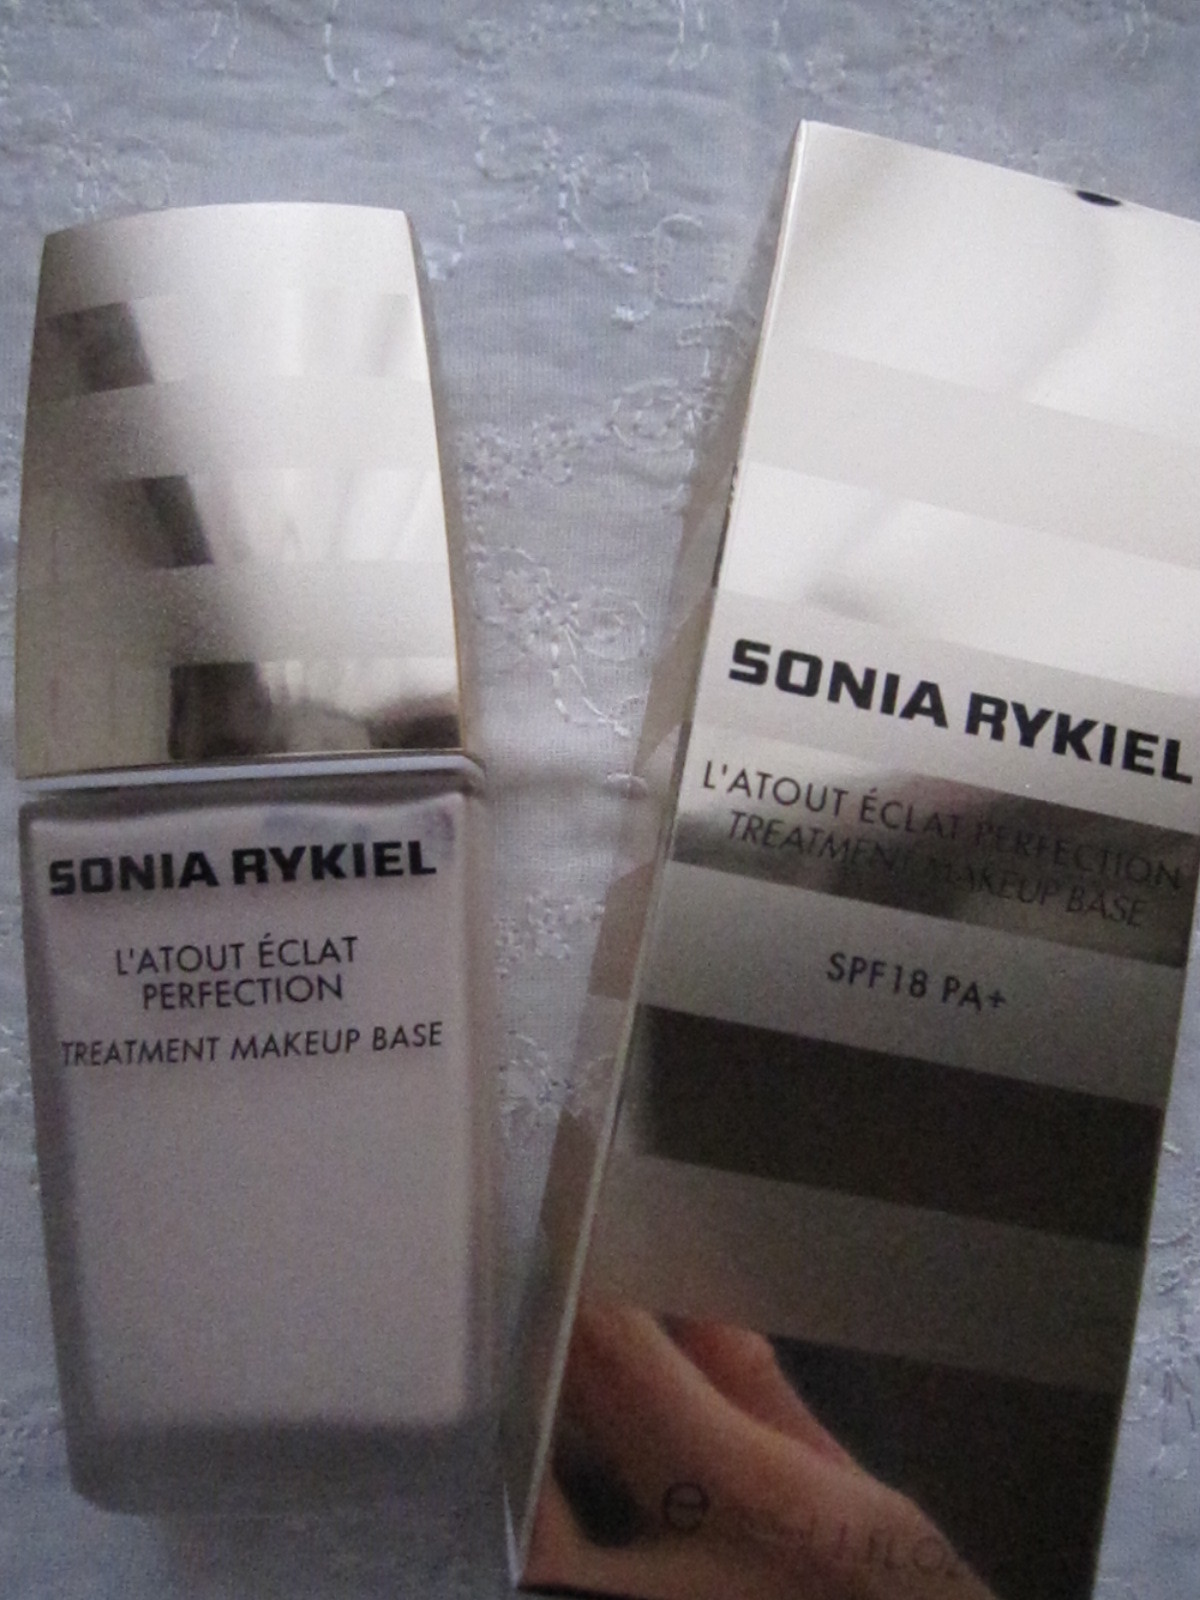 SONIA RYKIEL
L'ATOUT ÉCLAT
PERFECTION
TREATMENT MAKEUP BASE
SONIA RYKIEL
L'ATOUT ÉCLAT PERFECTION
TREATMENT MAKEUP BASE
SPF18 PA+